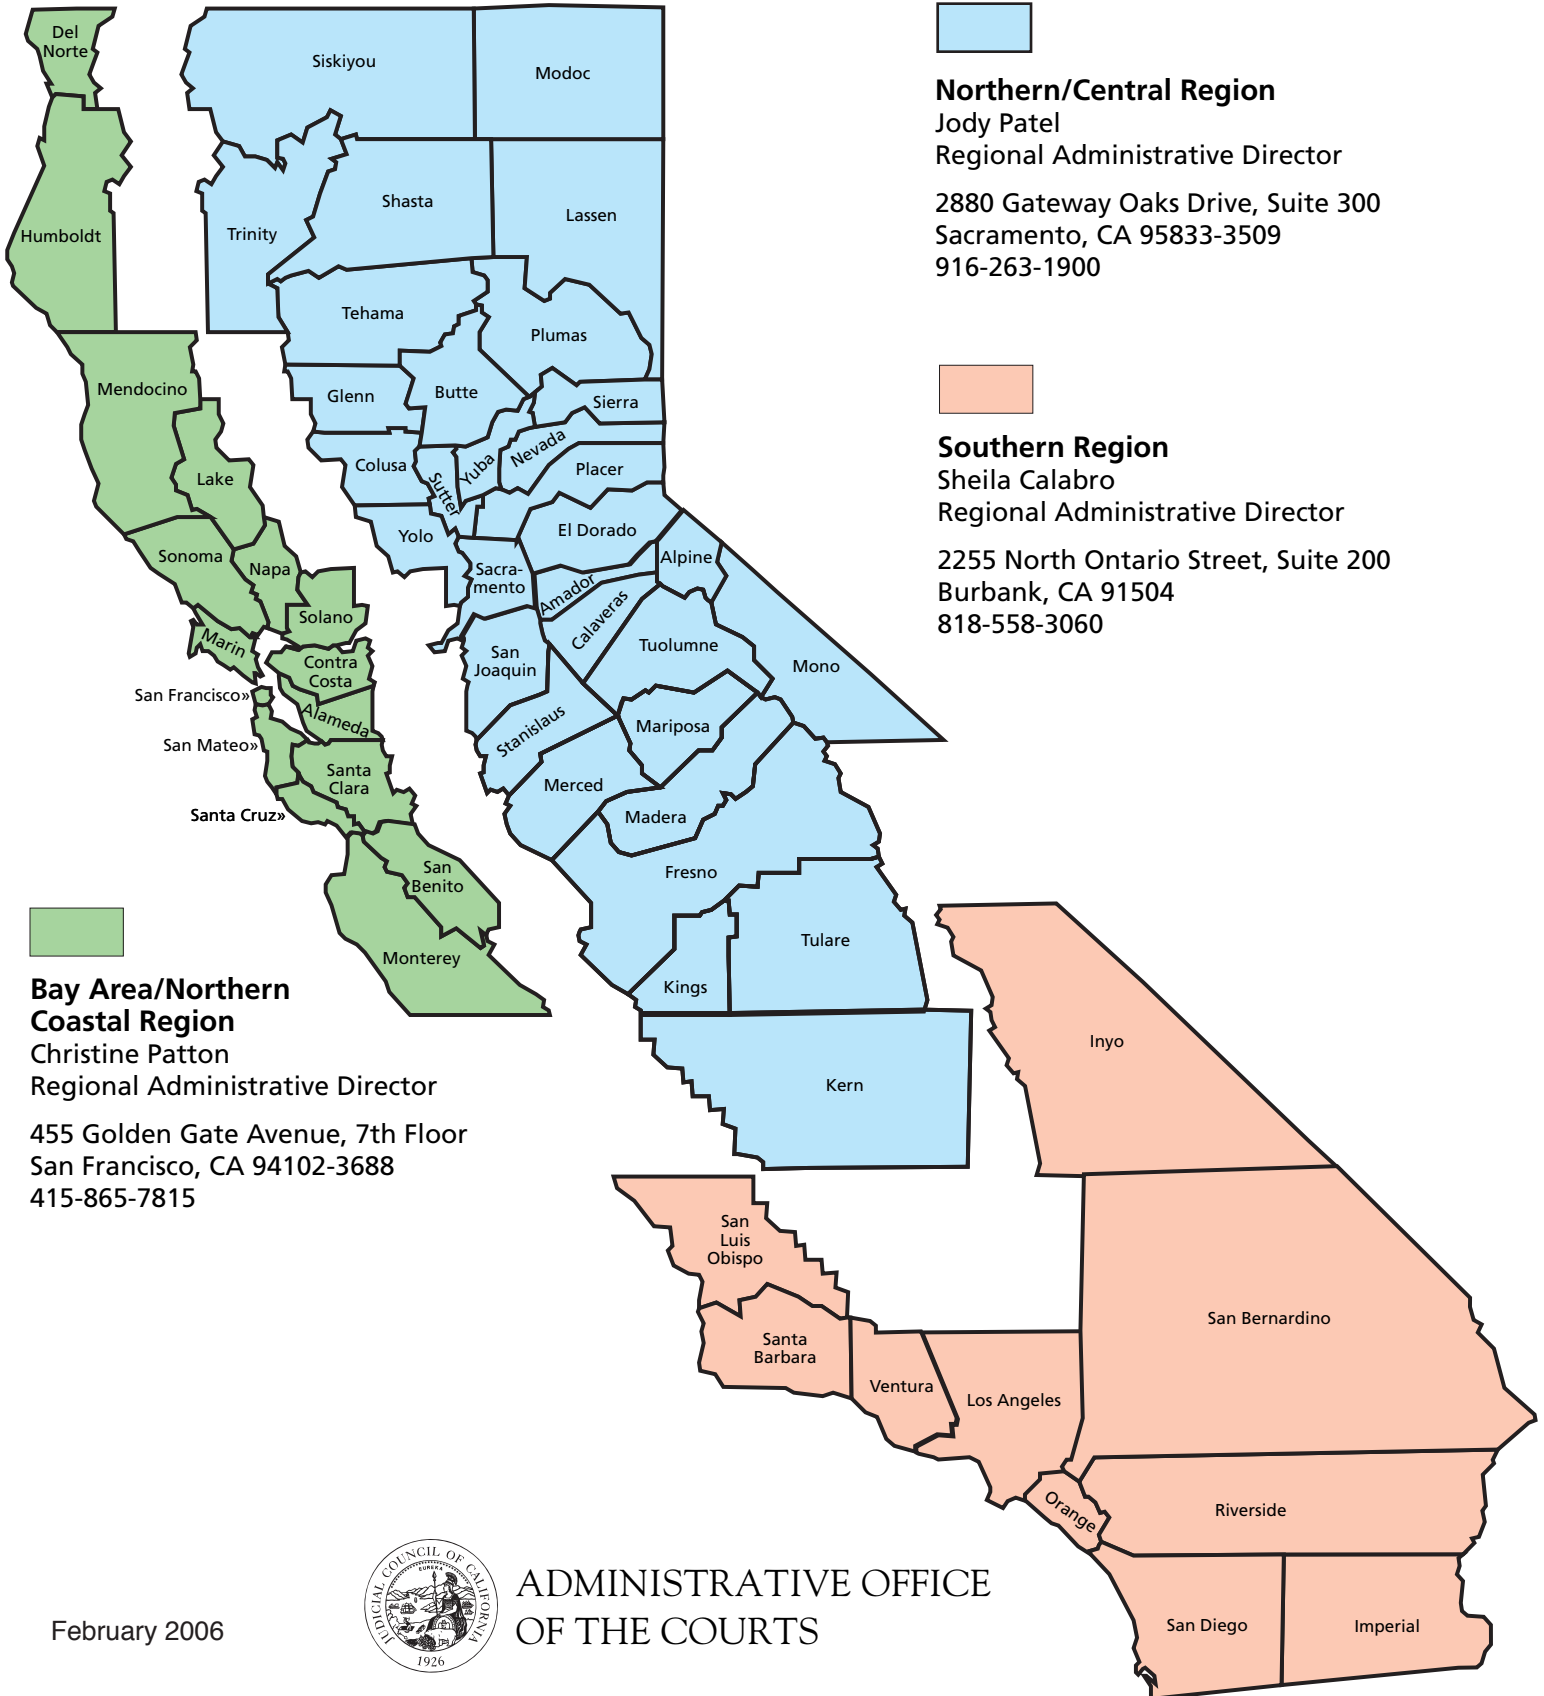 Del
Norte
Siskiyou
Modoc
Humboldt
Trinity
Shasta
Lassen
Tehama
Plumas
Mendocino
Glenn
Butte
Sierra
Lake
Colusa
Sutter
Yuba
Nevada
Placer
Sonoma
Napa
Yolo
El Dorado
Alpine
Sacra-
mento
Amador
Solano
Calaveras
Marin
Contra
Costa
San
Joaquin
Tuolumne
Mono
San Francisco»
Alameda
Stanislaus
Mariposa
San Mateo»
Santa
Clara
Merced
Santa Cruz»
Madera
San
Benito
Fresno
Monterey
Kings
Tulare
Kern
Inyo
San
Luis
Obispo
Santa
Barbara
Ventura
Los Angeles
San Bernardino
Orange
Riverside
San Diego
Imperial
Northern/Central Region
Jody Patel
Regional Administrative Director
2880 Gateway Oaks Drive, Suite 300
Sacramento, CA 95833-3509
916-263-1900
Southern Region
Sheila Calabro
Regional Administrative Director
2255 North Ontario Street, Suite 200
Burbank, CA 91504
818-558-3060
Bay Area/Northern
Coastal Region
Christine Patton
Regional Administrative Director
455 Golden Gate Avenue, 7th Floor
San Francisco, CA 94102-3688
415-865-7815
February 2006
JUDICIAL COUNCIL OF CALIFORNIA
EUREKA
1926
ADMINISTRATIVE OFFICE
OF THE COURTS